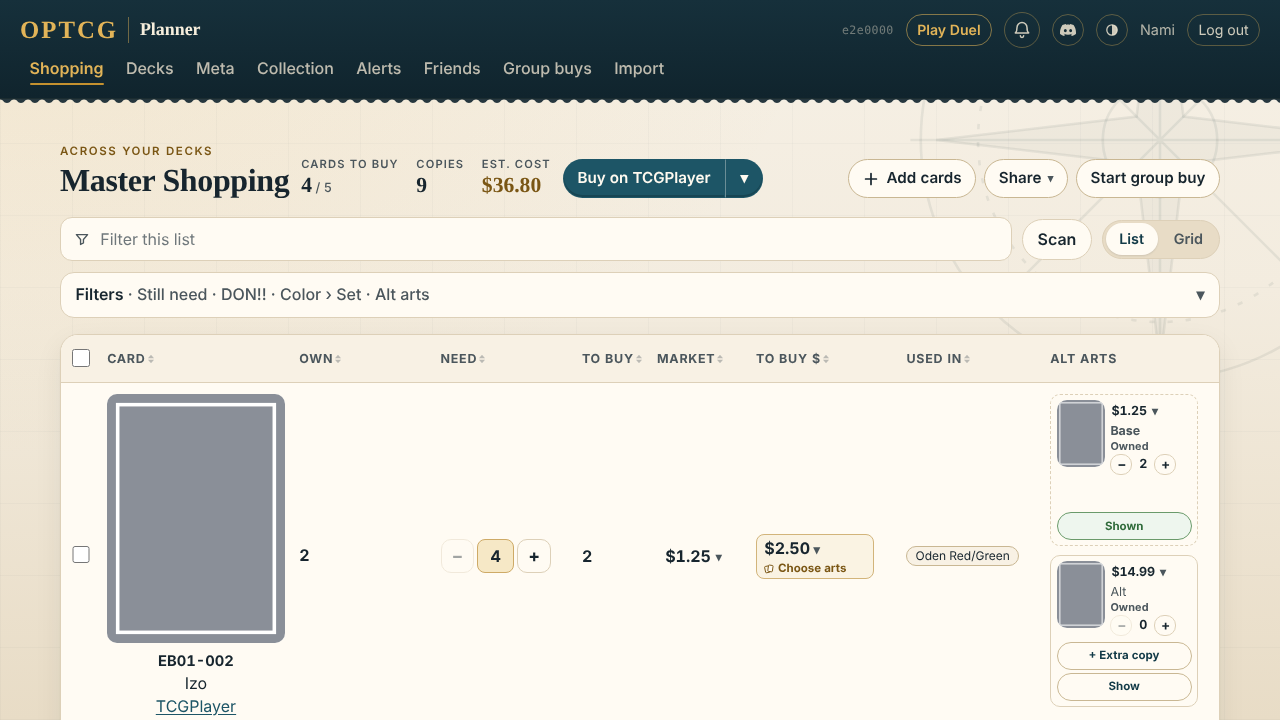 OPTCG Planner
e2e0000 Play Duel Nami Log out
Shopping Decks Meta Collection Alerts Friends Group buys Import
ACROSS YOUR DECKS
Master Shopping
CARDS TO BUY COPIES EST. COST
4 / 5 9 $36.80
Buy on TCGPlayer ▼
+ Add cards Share ▾ Start group buy
Filter this list
Scan List Grid
Filters · Still need · DON!! · Color › Set · Alt arts ▾
CARD OWN NEED TO BUY MARKET TO BUY $ USED IN ALT ARTS
2 − 4 + 2 $1.25 ▾ $2.50 ▾ Oden Red/Green
Choose arts
EB01-002
Izo
TCGPlayer
$1.25 ▾
Base
Owned
− 2 +
Shown
$14.99 ▾
Alt
Owned
− 0 +
+ Extra copy
Show